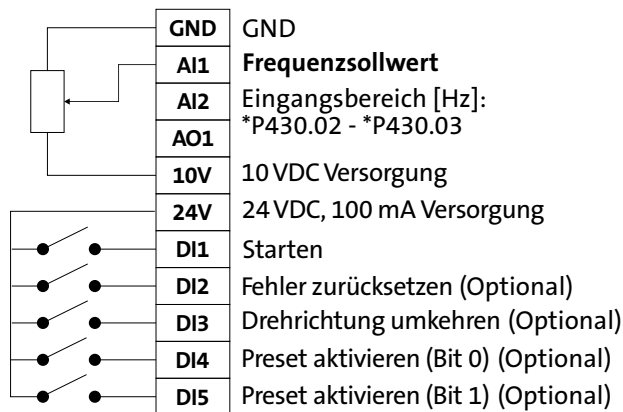 GND GND
AI1 Frequenzsollwert
AI2 Eingangsbereich [Hz]:
*P430.02 - *P430.03
AO1
10V 10 VDC Versorgung
24V 24 VDC, 100 mA Versorgung
DI1 Starten
DI2 Fehler zurücksetzen (Optional)
DI3 Drehrichtung umkehren (Optional)
DI4 Preset aktivieren (Bit 0) (Optional)
DI5 Preset aktivieren (Bit 1) (Optional)